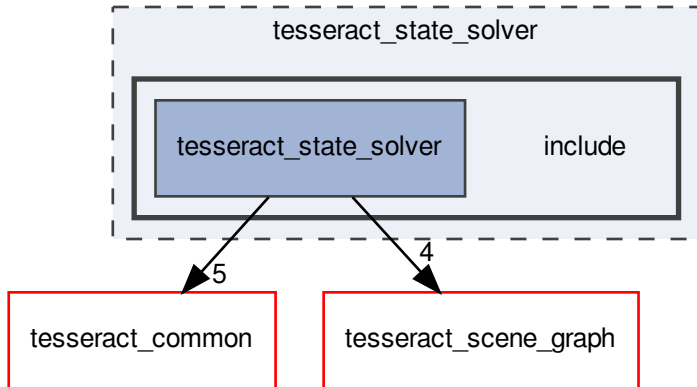 tesseract_state_solver
tesseract_state_solver
include
5
4
tesseract_common
tesseract_scene_graph